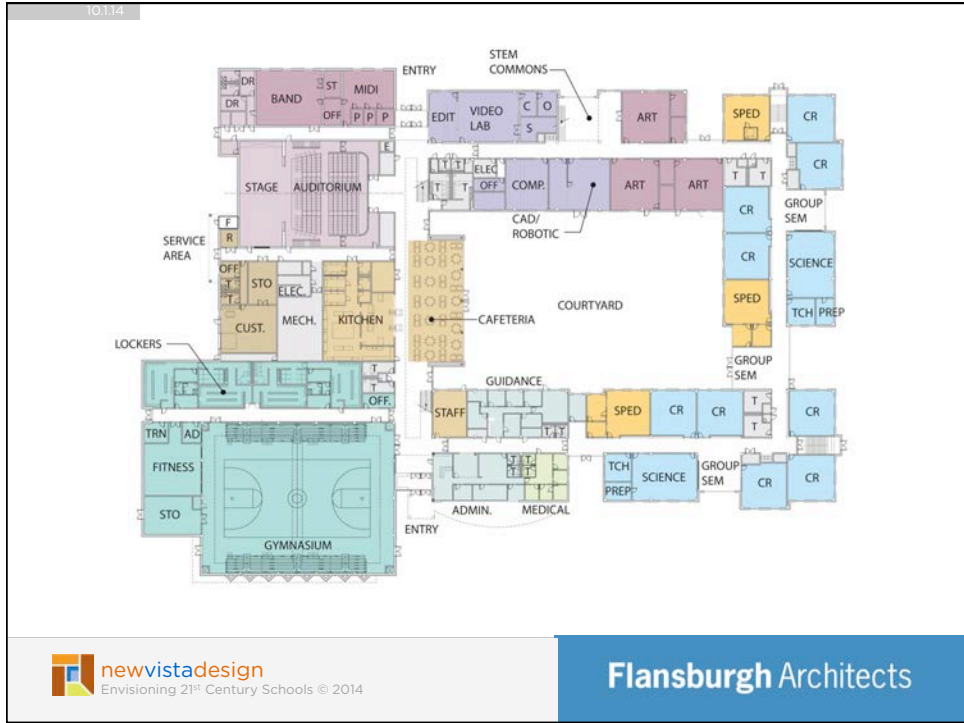 10.1.14
STEM
COMMONS
ENTRY
DR
BAND
ST
MIDI
DR
OFF
P P P
EDIT
VIDEO
LAB
C
O
S
ART
SPED
CR
CR
E
STAGE
AUDITORIUM
T T
T
T
ELEC
OFF
COMP.
ART
ART
T T
CAD/
ROBOTIC
CR
GROUP
SEM
F
R
SERVICE
AREA
CR
SCIENCE
OFF
T
T
STO
ELEC.
MECH.
KITCHEN
CUST.
CAFETERIA
COURTYARD
SPED
TCH
PREP
GROUP
SEM
LOCKERS
T
T
OFF.
GUIDANCE
STAFF
T T
SPED
CR
CR
T
T
CR
TRN
AD
FITNESS
STO
GYMNASIUM
T T
T T
ADMIN.
MEDICAL
ENTRY
TCH
PREP
SCIENCE
GROUP
SEM
CR
CR
newvistadesign
Envisioning 21st Century Schools © 2014
Flansburgh Architects